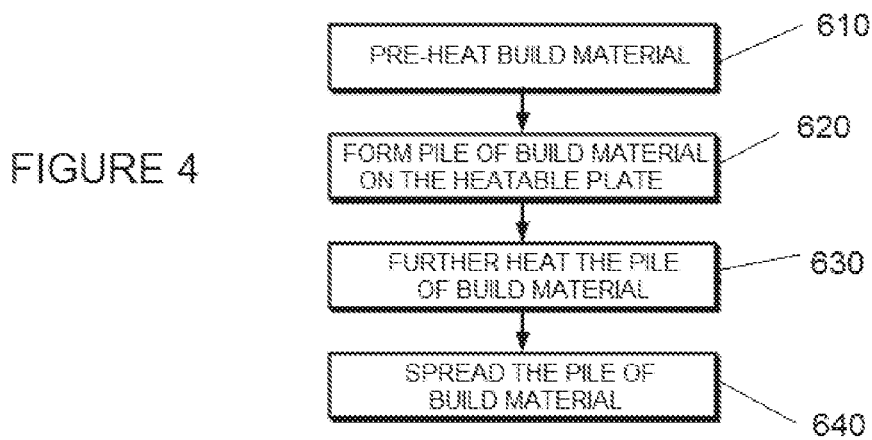 610
PRE-HEAT BUILD MATERIAL
620
FORM PILE OF BUILD MATERIAL
ON THE HEATABLE PLATE
FIGURE 4
FURTHER HEAT THE PILE
OF BUILD MATERIAL
630
SPREAD THE PILE OF
BUILD MATERIAL
640